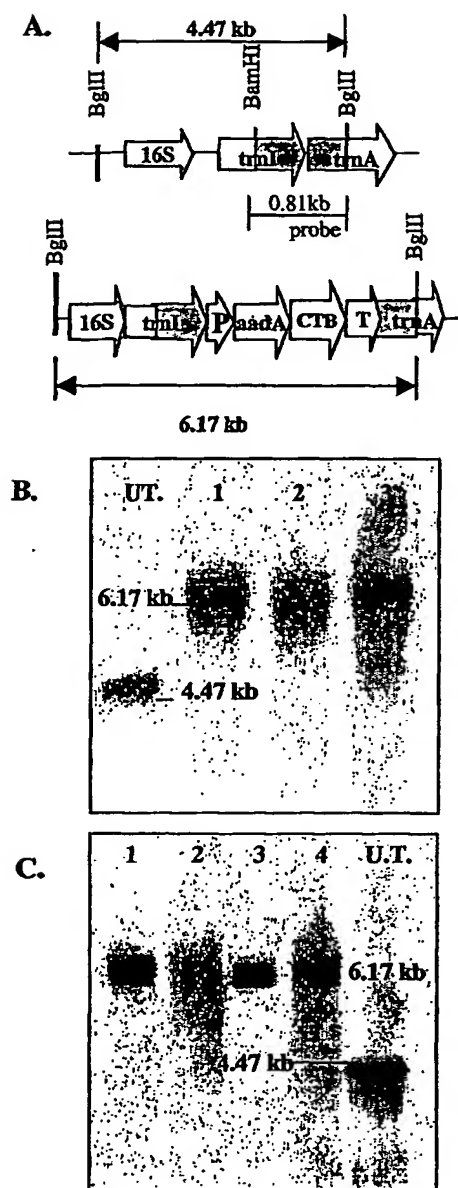 A.
4.47 kb
BglII BamHI BglII
16S trnI trnA
0.81kb
probe
BglII BglII
16S trnI P aadA CTB T trnA
6.17 kb
B.
UT. 1 2 3
6.17 kb
4.47 kb
C.
1 2 3 4 U.T.
6.17 kb
4.47 kb